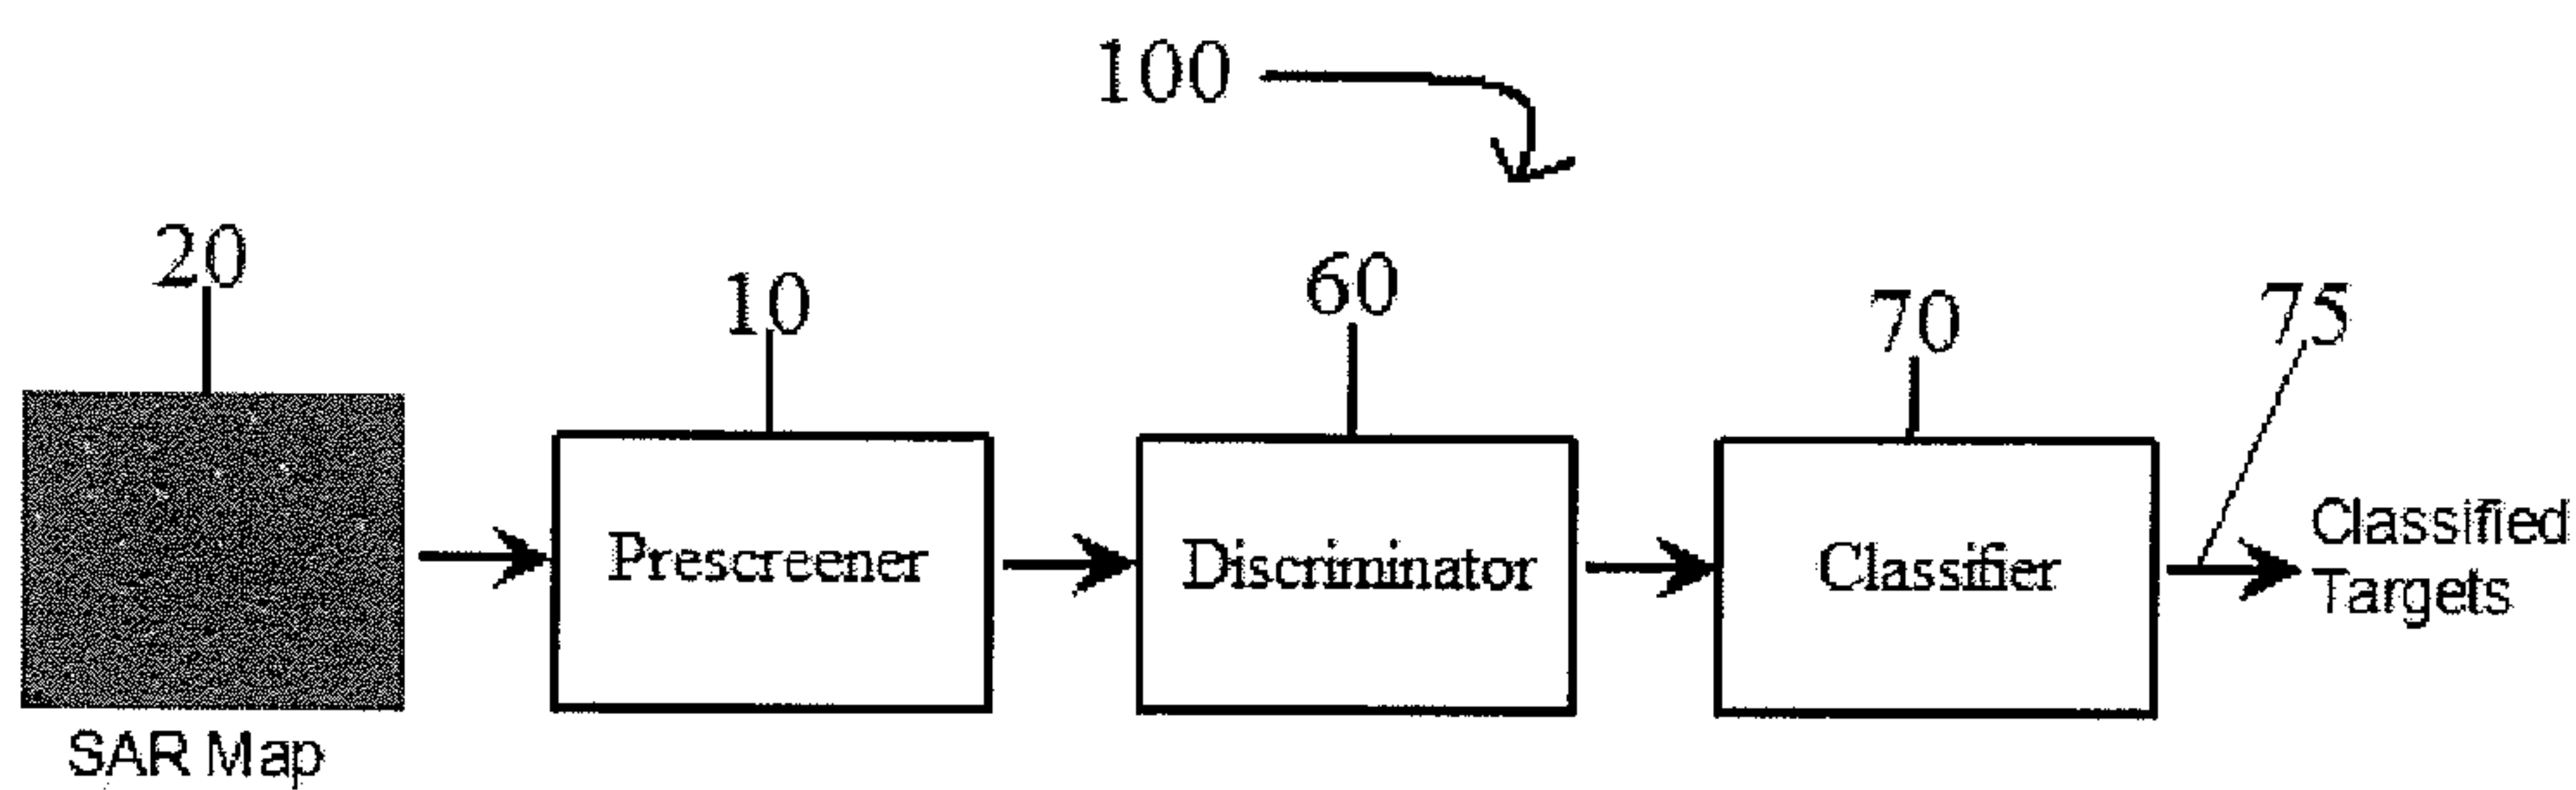 100
20
10
60
70
75
Prescreener
Discriminator
Classifier
Classified
Targets
SAR Map